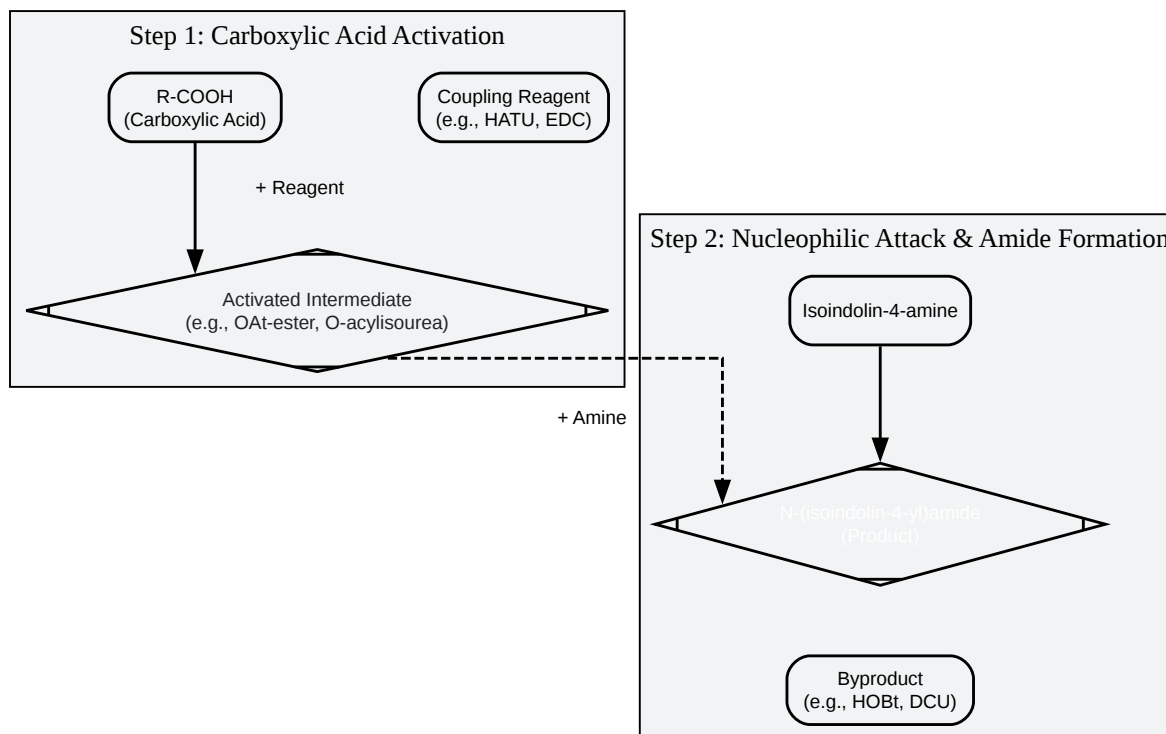 Step 1: Carboxylic Acid Activation
R-COOH
(Carboxylic Acid)
Coupling Reagent
(e.g., HATU, EDC)
+ Reagent
Activated Intermediate
(e.g., OAt-ester, O-acylisourea)
+ Amine
Step 2: Nucleophilic Attack & Amide Formation
Isoindolin-4-amine
N-(isoindolin-4-yl)amide
(Product)
Byproduct
(e.g., HOBt, DCU)